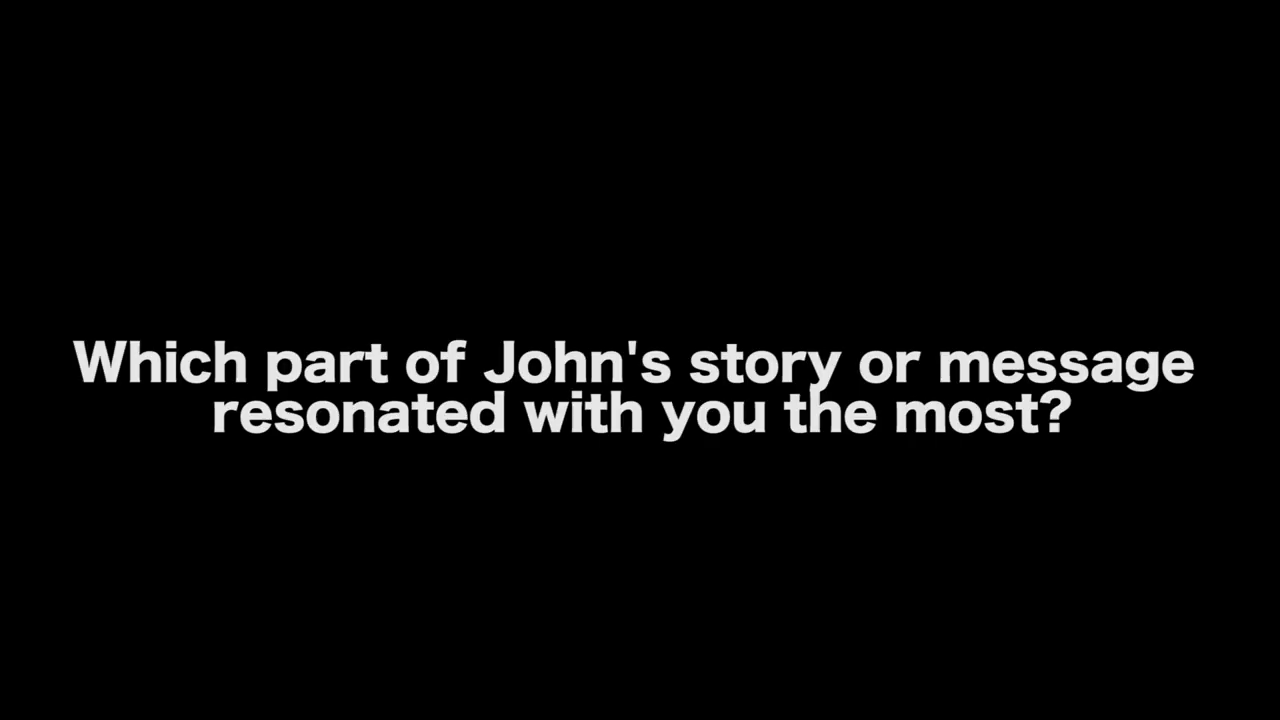 Which part of John's story or message
resonated with you the most?